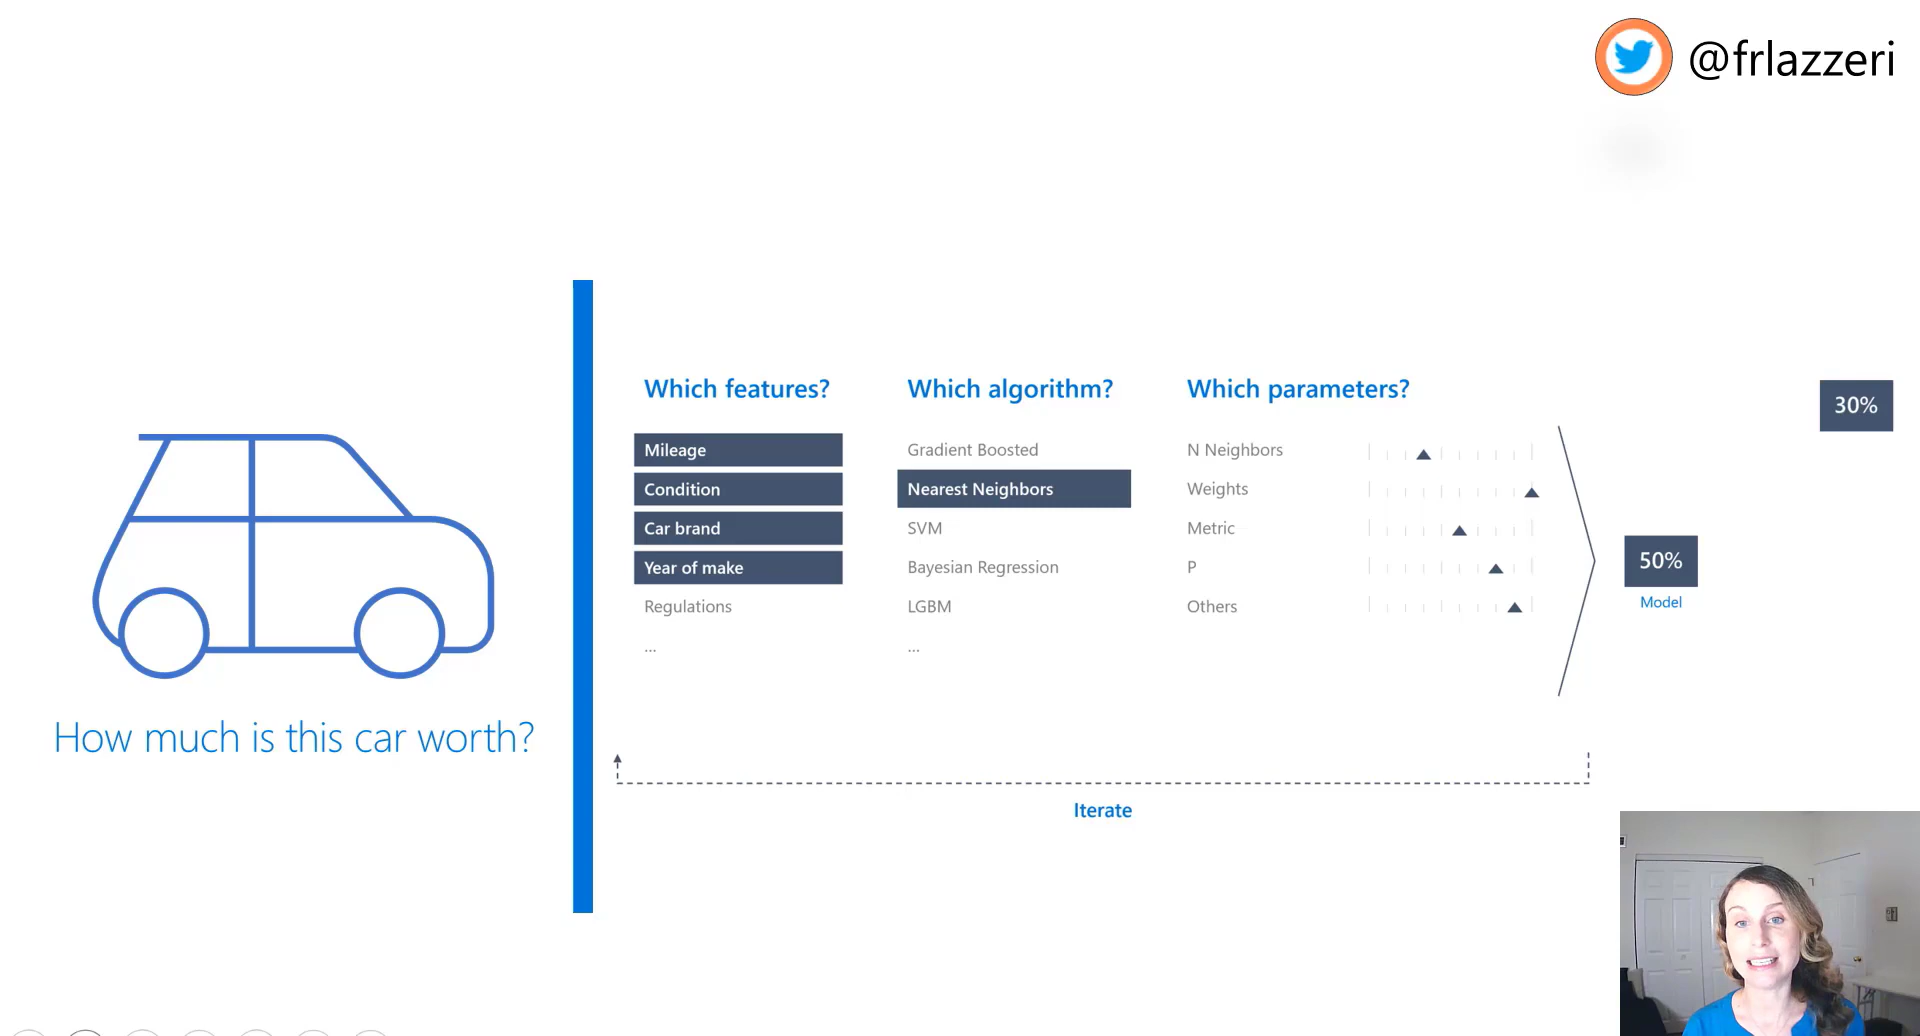 @frlazzeri
Which features?
Mileage
Condition
Car brand
Year of make
Regulations
...
Which algorithm?
Gradient Boosted
Nearest Neighbors
SVM
Bayesian Regression
LGBM
...
Which parameters?
N Neighbors
Weights
Metric
P
Others
30%
50%
Model
How much is this car worth?
Iterate